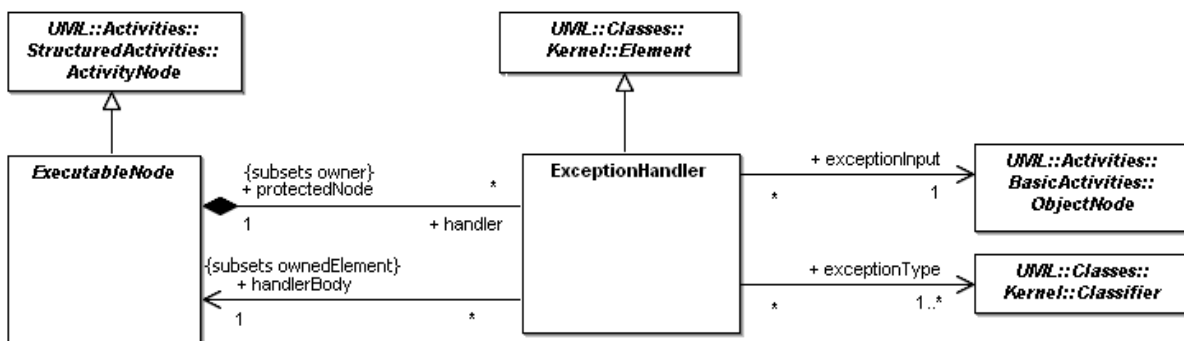 UML::Activities::
StructuredActivities::
ActivityNode
UML::Classes::
Kernel::Element
ExecutableNode
{subsets owner}
+ protectedNode
*
1
+ handler
{subsets ownedElement}
+ handlerBody
1
*
ExceptionHandler
+ exceptionInput
*
1
UML::Activities::
BasicActivities::
ObjectNode
+ exceptionType
*
1..*
UML::Classes::
Kernel::Classifier